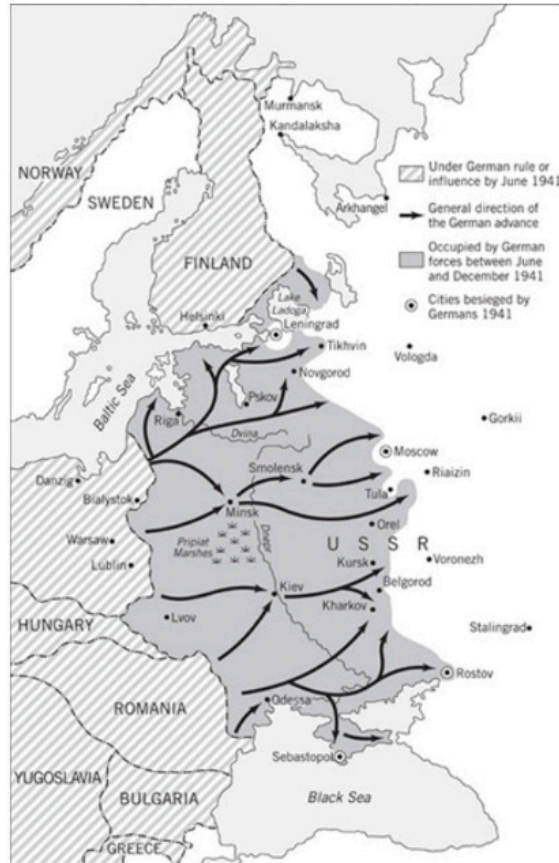 Murmansk
Kandalaksha
NORWAY
SWEDEN
Arkhangel
Under German rule or
influence by June 1941
General direction of
the German advance
Occupied by German
forces between June
and December 1941
Cities besieged by
Germans 1941
FINLAND
Lake
Ladoga
Helsinki
Leningrad
Tikhvin
Vologda
Baltic Sea
Novgorod
Pskov
Riga
Gorkii
Dvina
Moscow
Smolensk
Riaizin
Danzig
Tula
Bialystok
Minsk
Orel
Warsaw
Pripiat
Marshes
Dnepr
USSR
Lublin
Kursk
Voronezh
Kiev
Belgorod
Lvov
Kharkov
HUNGARY
Stalingrad
Rostov
ROMANIA
Odessa
YUGOSLAVIA
Sebastopol
BULGARIA
Black Sea
GREECE